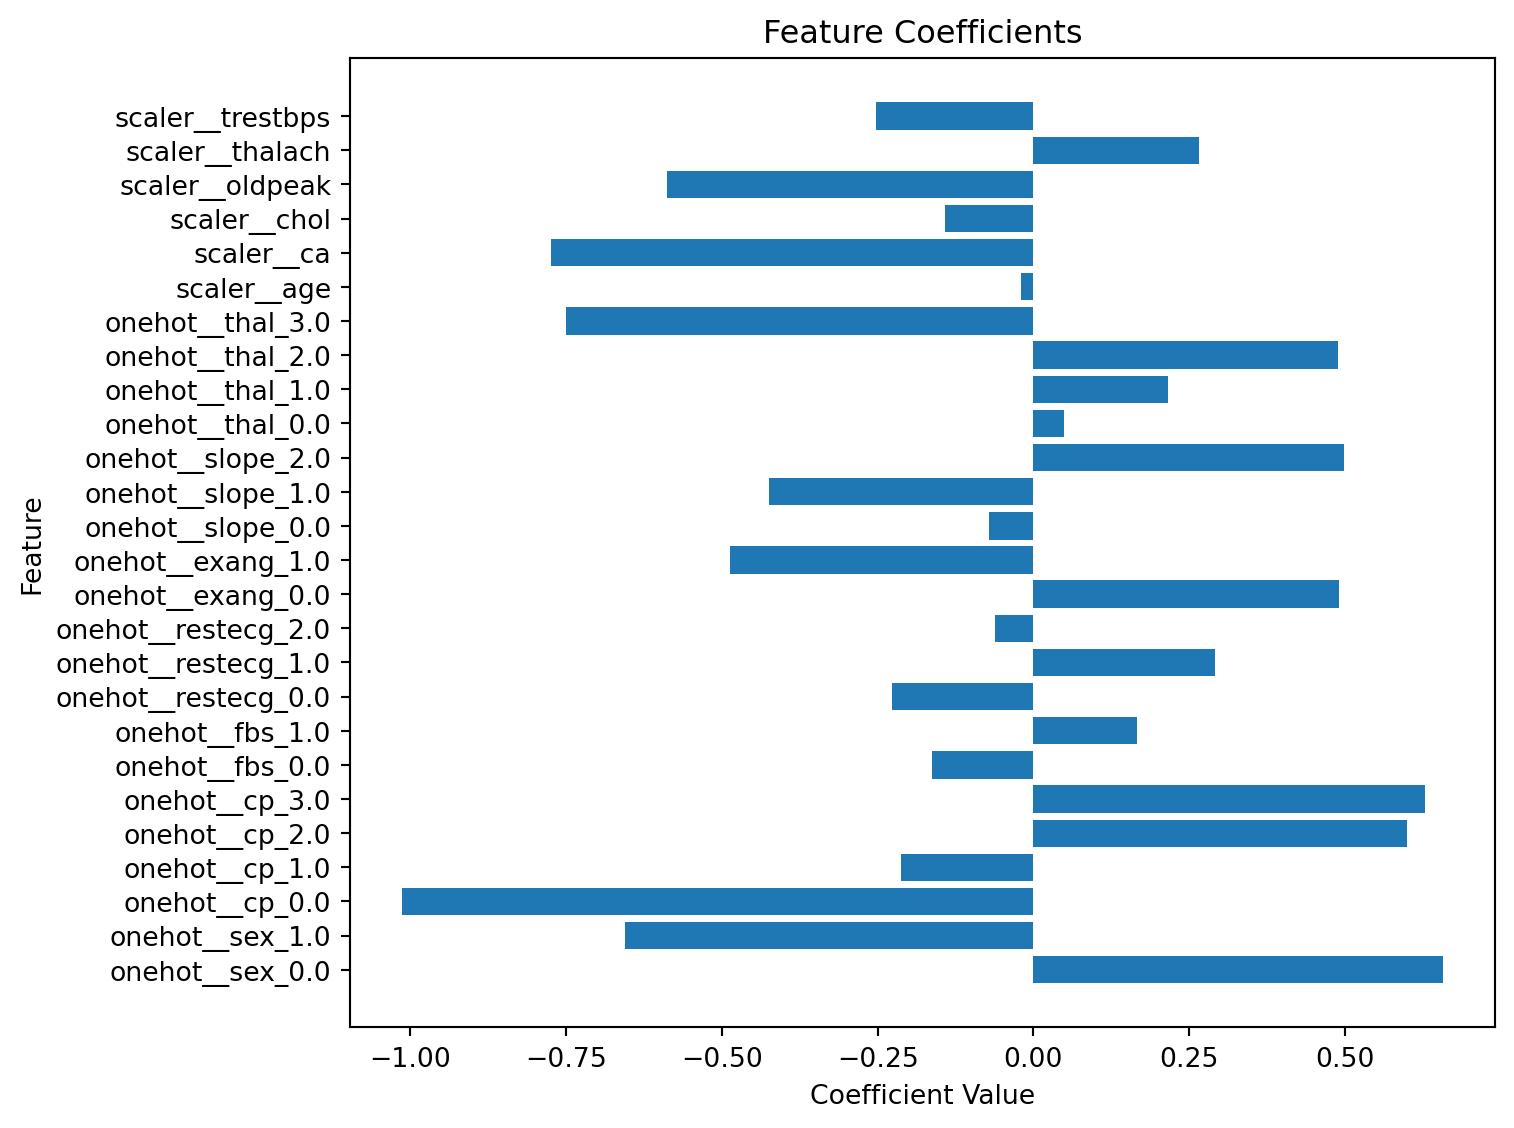 Feature Coefficients
scaler__trestbps
scaler__thalach
scaler__oldpeak
scaler__chol
scaler__ca
scaler__age
onehot__thal_3.0
onehot__thal_2.0
onehot__thal_1.0
onehot__thal_0.0
onehot__slope_2.0
onehot__slope_1.0
onehot__slope_0.0
onehot__exang_1.0
onehot__exang_0.0
onehot__restecg_2.0
onehot__restecg_1.0
onehot__restecg_0.0
onehot__fbs_1.0
onehot__fbs_0.0
onehot__cp_3.0
onehot__cp_2.0
onehot__cp_1.0
onehot__cp_0.0
onehot__sex_1.0
onehot__sex_0.0
Feature
−1.00 −0.75 −0.50 −0.25 0.00 0.25 0.50
Coefficient Value